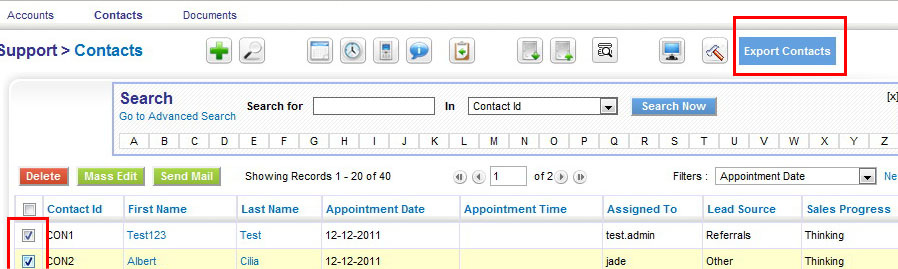 Accounts Contacts Documents
Support > Contacts Export Contacts
Search
Go to Advanced Search
Search for In Contact Id Search Now [x]
A B C D E F G H I J K L M N O P Q R S T U V W X Y Z
Delete Mass Edit Send Mail Showing Records 1 - 20 of 40 1 of 2 Filters : Appointment Date Ne
Contact Id First Name Last Name Appointment Date Appointment Time Assigned To Lead Source Sales Progress
CON1 Test123 Test 12-12-2011 test.admin Referrals Thinking
CON2 Albert Cilia 12-12-2011 jade Other Thinking